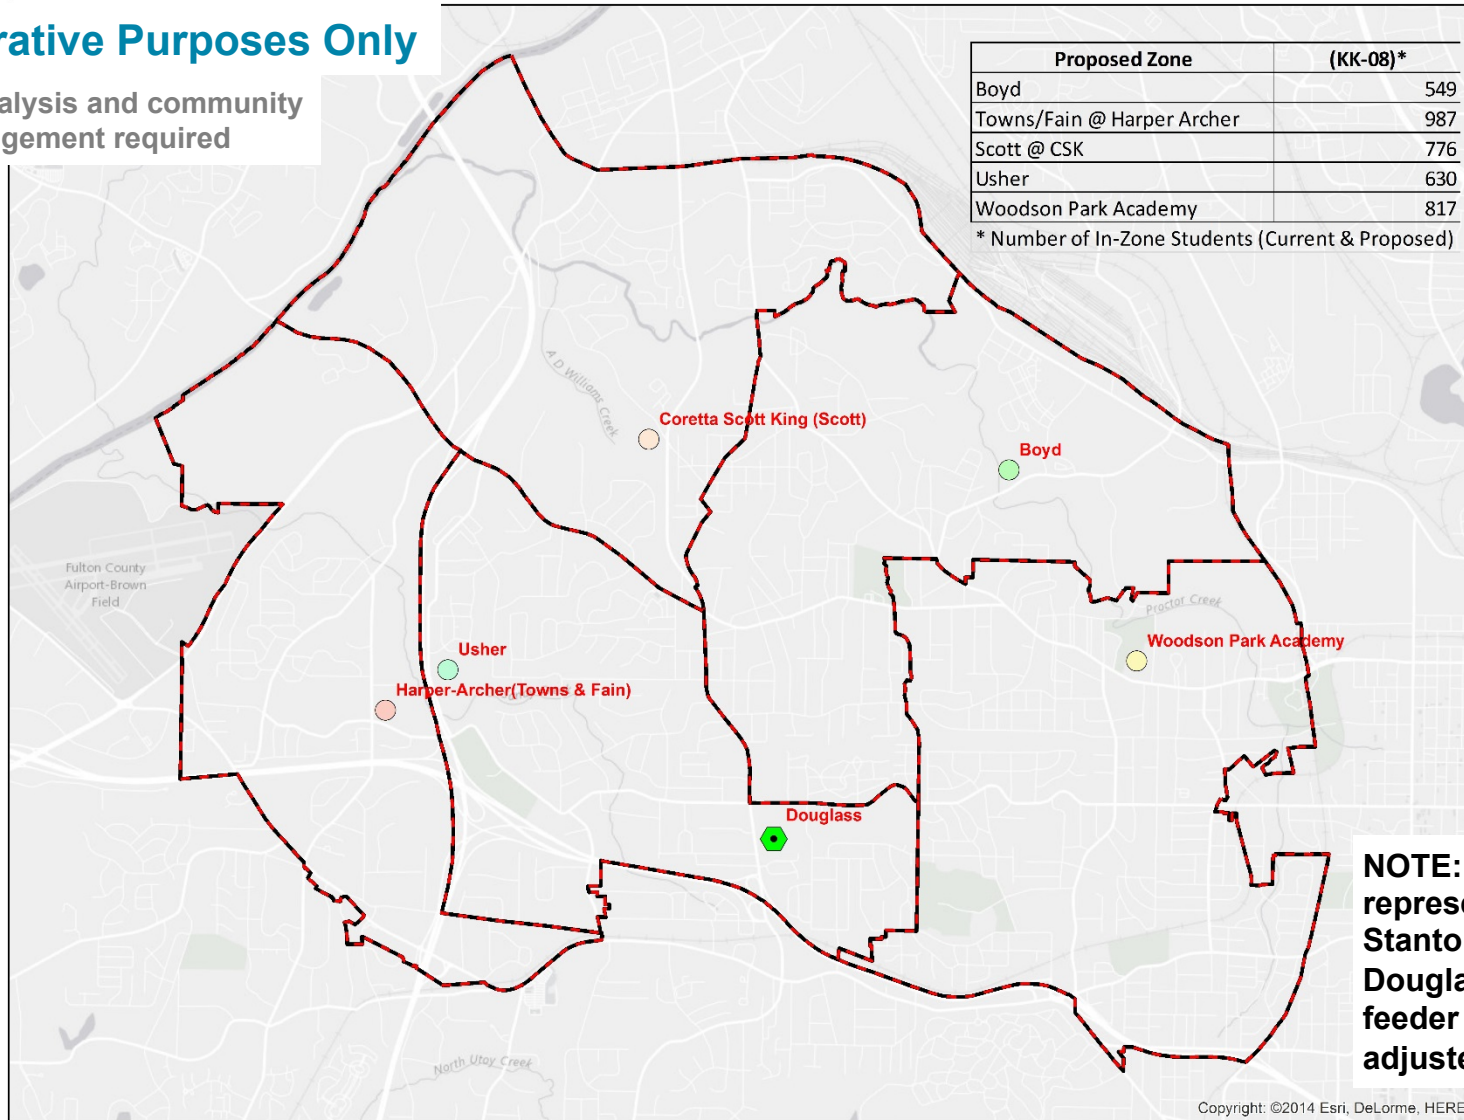 rative Purposes Only
alysis and community
gement required
Proposed Zone (KK-08)*
Boyd 549
Towns/Fain @ Harper Archer 987
Scott @ CSK 776
Usher 630
Woodson Park Academy 817
* Number of In-Zone Students (Current & Proposed)
A D Williams Creek
Coretta Scott King (Scott)
Boyd
Fulton County
Airport-Brown
Field
Proctor Creek
Woodson Park Academy
Usher
Harper-Archer(Towns & Fain)
Douglass
NOTE:
represe
Stanto
Dougla
feeder
adjuste
North Utoy Creek
Copyright: ©2014 Esri, DeLorme, HERE